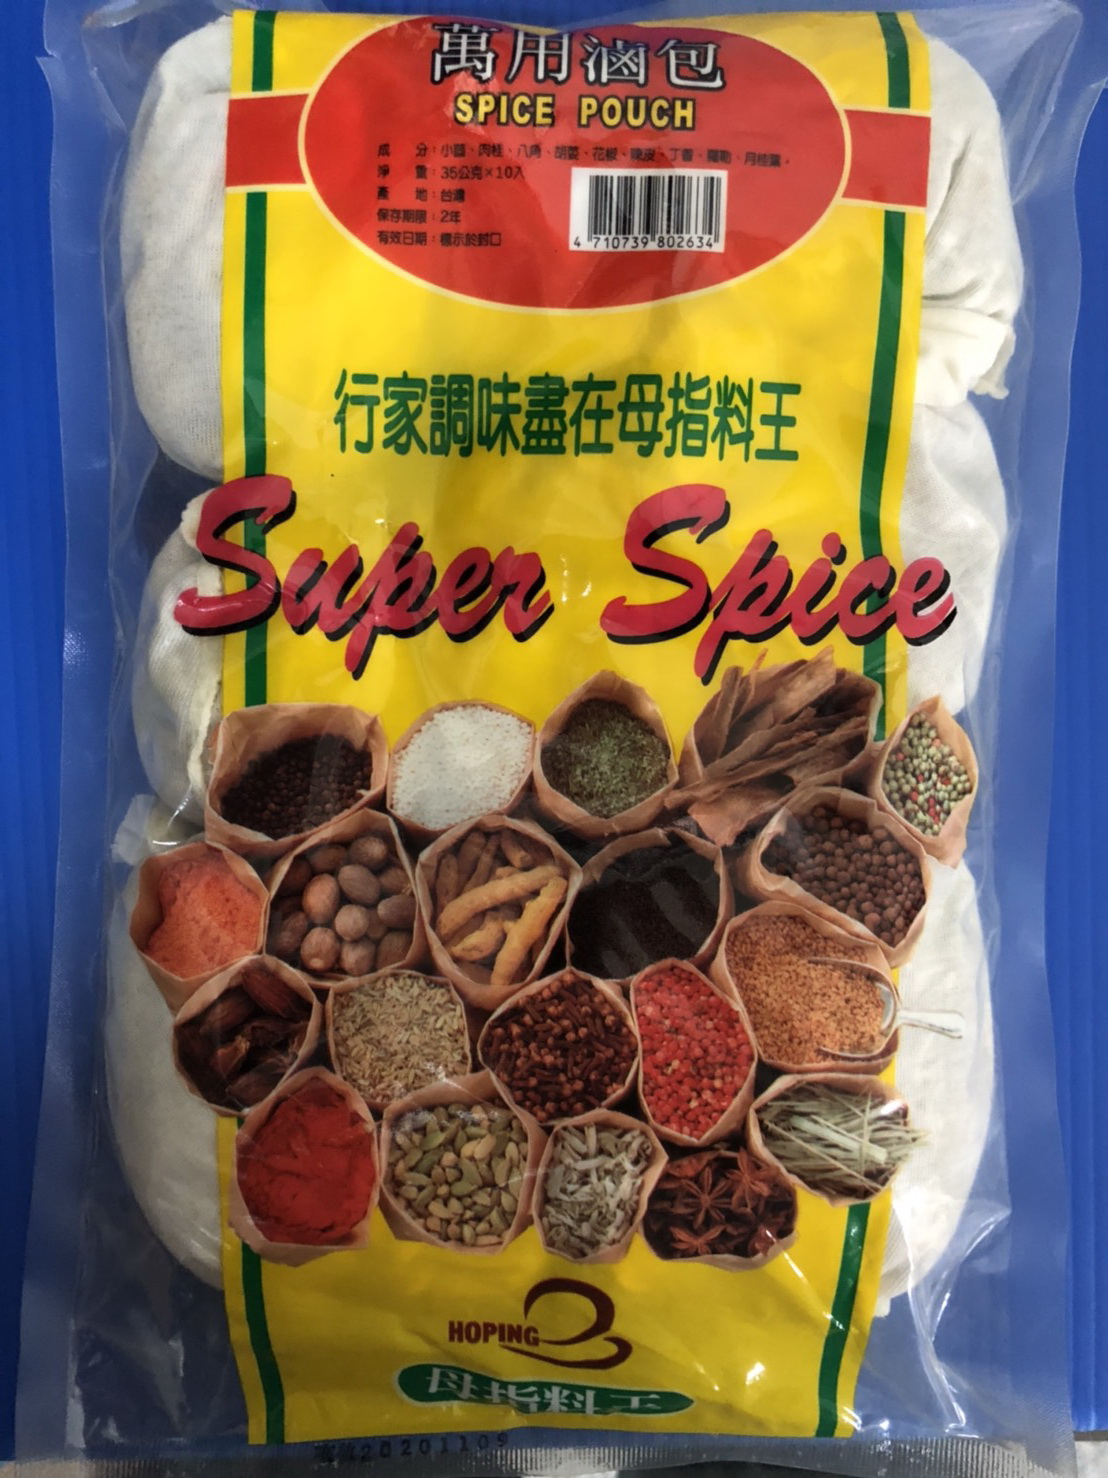 萬用滷包
SPICE POUCH
成 分：小茴、肉桂、八角、胡荽、花椒、陳皮、丁香、羅勒、月桂葉。
淨 重：35公克×10入
產 地：台灣
保存期限：2年
有效日期：標示於封口
4 710739 802634
行家調味盡在母指料王
Super Spice
HOPING
母指料王
20201109